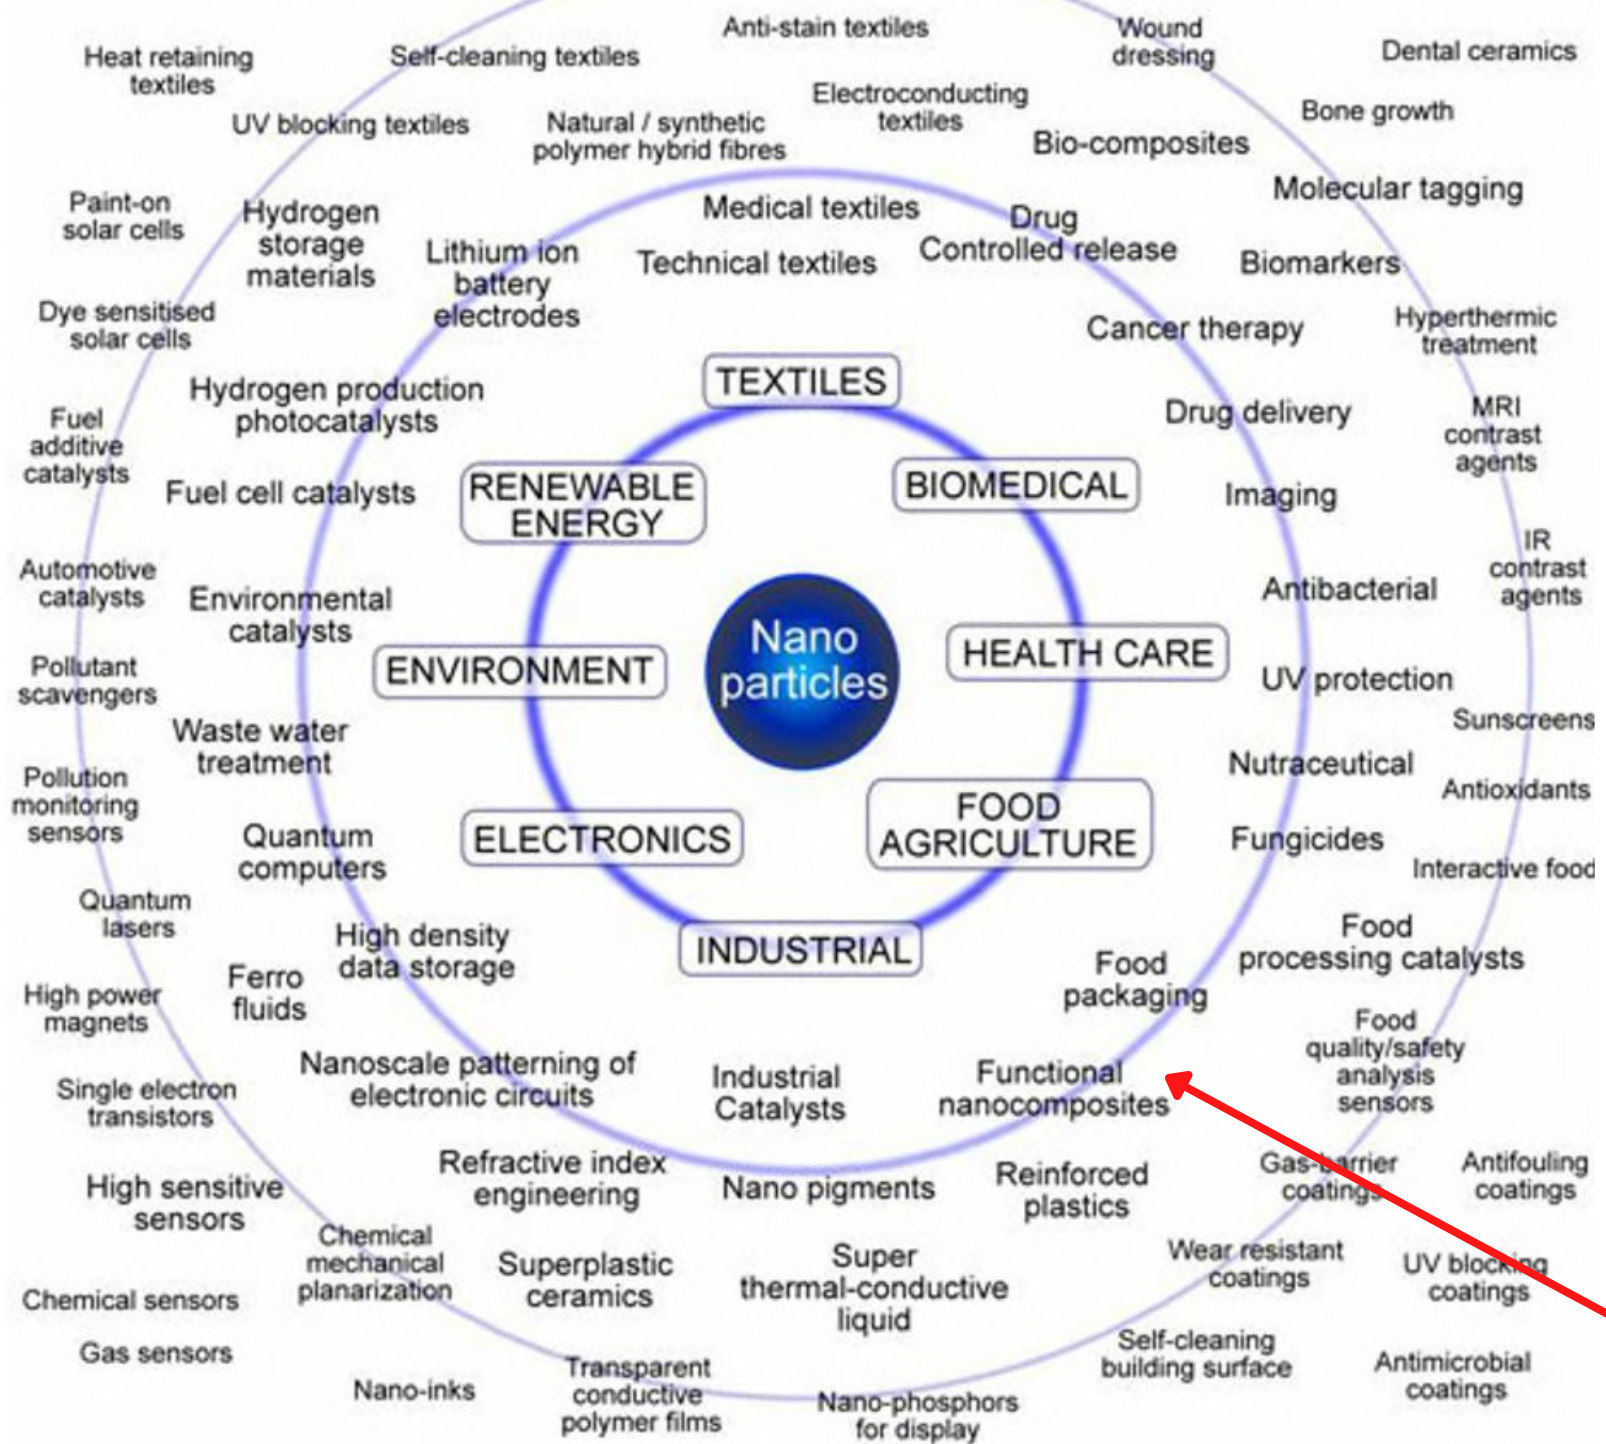 Anti-stain textiles
Wound
dressing
Dental ceramics
Heat retaining
textiles
Self-cleaning textiles
Electroconducting
textiles
Bone growth
UV blocking textiles
Natural / synthetic
polymer hybrid fibres
Bio-composites
Molecular tagging
Paint-on
solar cells
Hydrogen
storage
materials
Medical textiles
Drug
Controlled release
Lithium ion
battery
electrodes
Technical textiles
Biomarkers
Dye sensitised
solar cells
Cancer therapy
Hyperthermic
treatment
TEXTILES
Hydrogen production
photocatalysts
Drug delivery
MRI
contrast
agents
Fuel
additive
catalysts
Fuel cell catalysts
RENEWABLE
ENERGY
BIOMEDICAL
Imaging
IR
contrast
agents
Automotive
catalysts
Environmental
catalysts
Antibacterial
Nano
particles
Pollutant
scavengers
ENVIRONMENT
HEALTH CARE
UV protection
Sunscreens
Waste water
treatment
Nutraceutical
Antioxidants
Pollution
monitoring
sensors
Quantum
computers
ELECTRONICS
FOOD
AGRICULTURE
Fungicides
Interactive food
Quantum
lasers
High density
data storage
INDUSTRIAL
Food
packaging
Food
processing catalysts
Ferro
fluids
High power
magnets
Food
quality/safety
analysis
sensors
Nanoscale patterning of
electronic circuits
Industrial
Catalysts
Functional
nanocomposites
Single electron
transistors
Refractive index
engineering
Nano pigments
Reinforced
plastics
Gas-barrier
coatings
Antifouling
coatings
High sensitive
sensors
Chemical
mechanical
planarization
Superplastic
ceramics
Super
thermal-conductive
liquid
Wear resistant
coatings
UV blocking
coatings
Chemical sensors
Gas sensors
Self-cleaning
building surface
Antimicrobial
coatings
Nano-inks
Transparent
conductive
polymer films
Nano-phosphors
for display